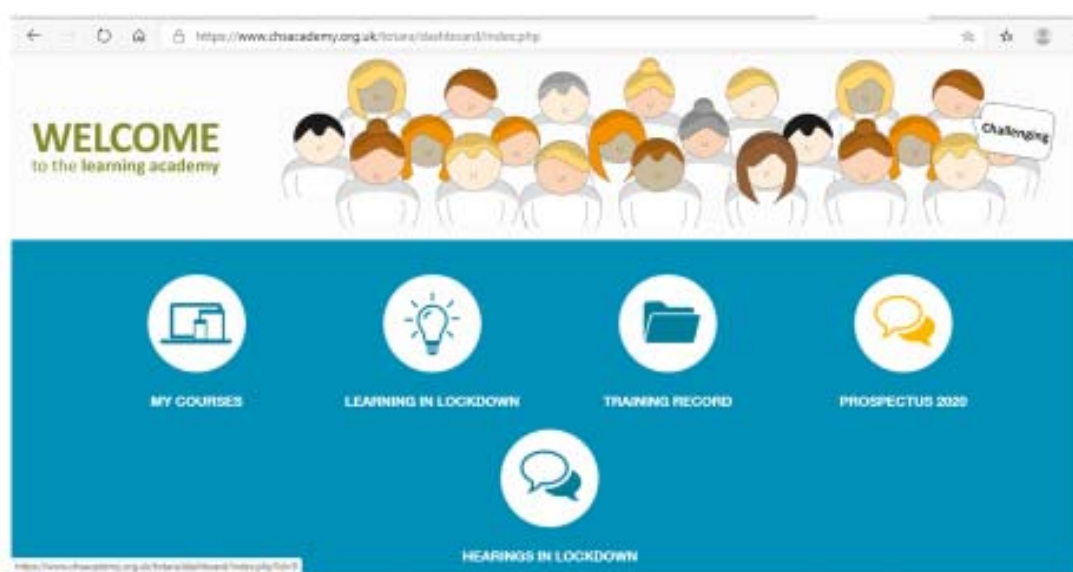 https://www.chsacademy.org.uk/totara/dashboard/index.php
WELCOME
to the learning academy
Challenging
MY COURSES
LEARNING IN LOCKDOWN
TRAINING RECORD
PROSPECTUS 2020
HEARINGS IN LOCKDOWN